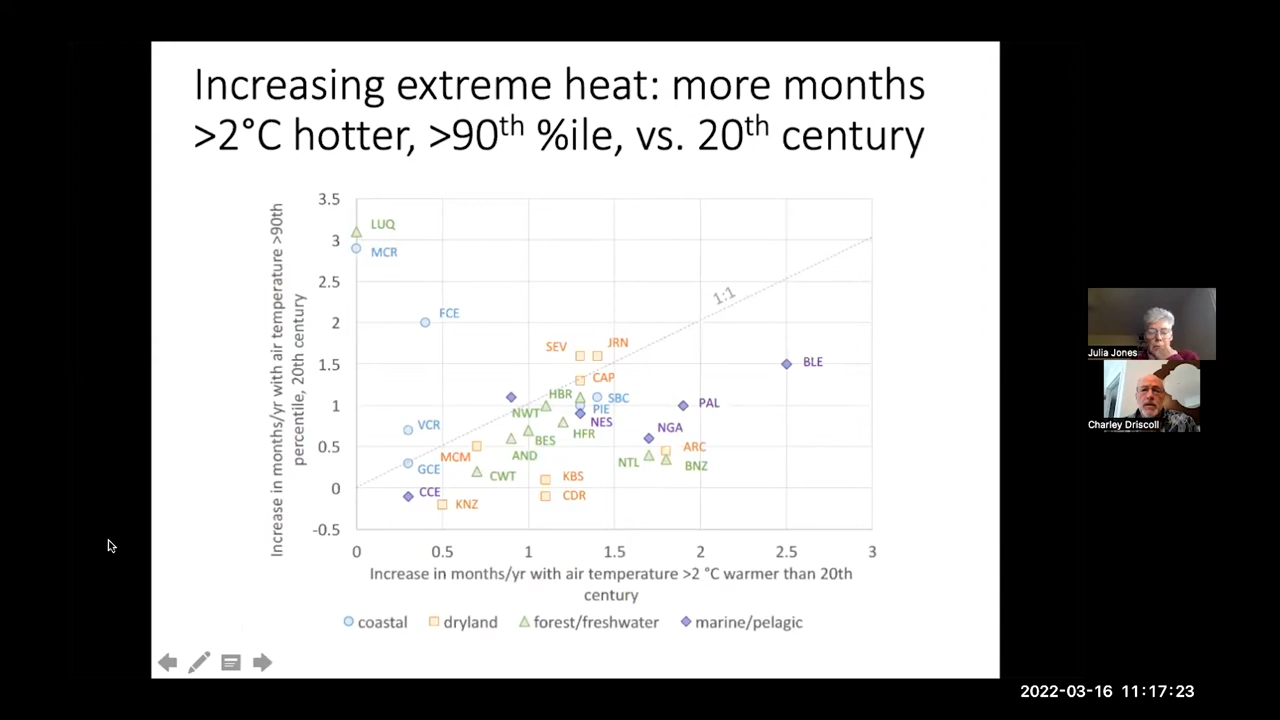 Increasing extreme heat: more months
>2°C hotter, >90th %ile, vs. 20th century
Increase in months/yr with air temperature >90th
percentile, 20th century
3.5
3
2.5
2
1.5
1
0.5
0
-0.5
LUQ
MCR
FCE
1:1
SEV
JRN
BLE
CAP
HBR
SBC
PIE
PAL
NWT
NES
VCR
NGA
HFR
BES
ARC
MCM
AND
NTL
BNZ
GCE
CWT
KBS
CCE
CDR
KNZ
0
0.5
1
1.5
2
2.5
3
Increase in months/yr with air temperature >2 °C warmer than 20th
century
coastal
dryland
forest/freshwater
marine/pelagic
Julia Jones
Charley Driscoll
2022-03-16 11:17:23